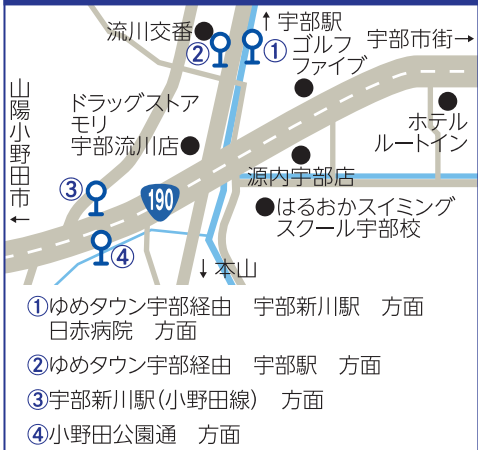 流川交番
②
①
↑宇部駅
ゴルフ
ファイブ
宇部市街→
山陽小野田市
↓
ドラッグストア
モリ
宇部流川店
ホテル
ルートイン
源内宇部店
③
190
④
はるおかスイミング
スクール宇部校
↓本山
①ゆめタウン宇部経由　宇部新川駅　方面
日赤病院　方面
②ゆめタウン宇部経由　宇部駅　方面
③宇部新川駅（小野田線）　方面
④小野田公園通　方面